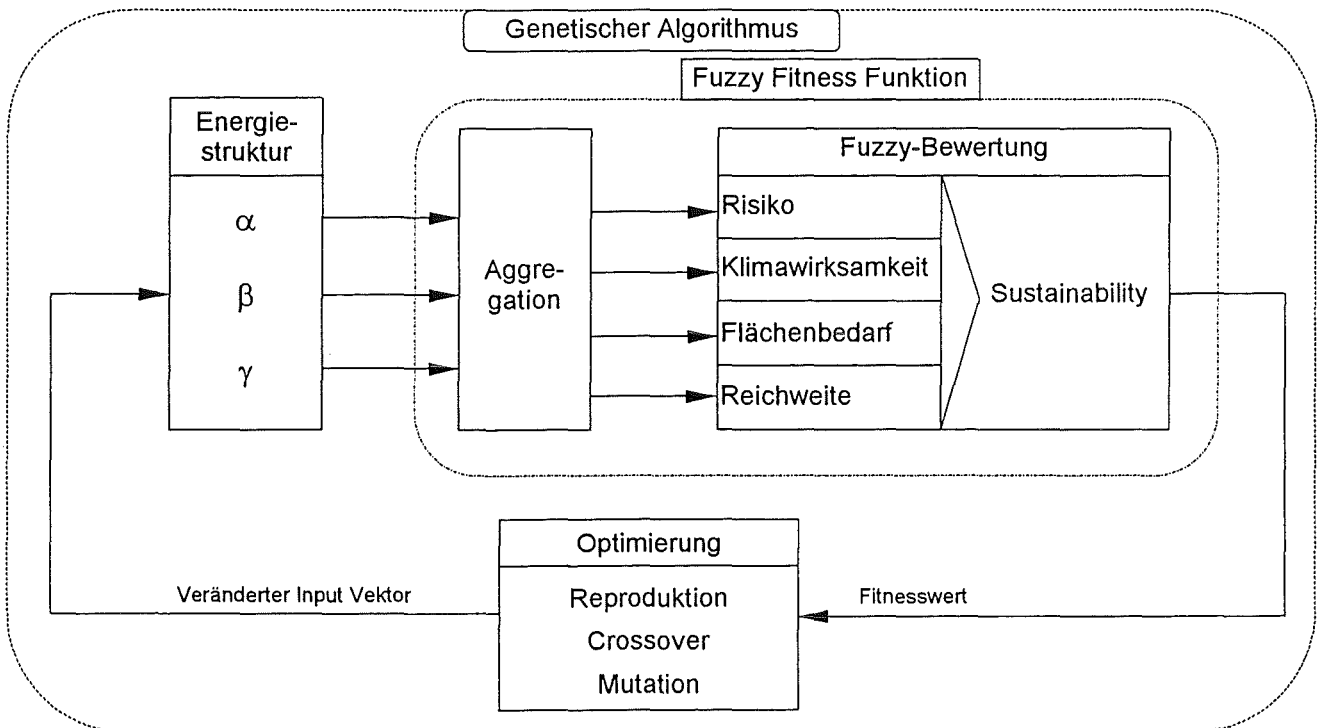 Genetischer Algorithmus
Fuzzy Fitness Funktion
Energie-
struktur
α
β
γ
Aggre-
gation
Fuzzy-Bewertung
Risiko
Klimawirksamkeit
Flächenbedarf
Reichweite
Sustainability
Optimierung
Reproduktion
Crossover
Mutation
Veränderter Input Vektor
Fitnesswert